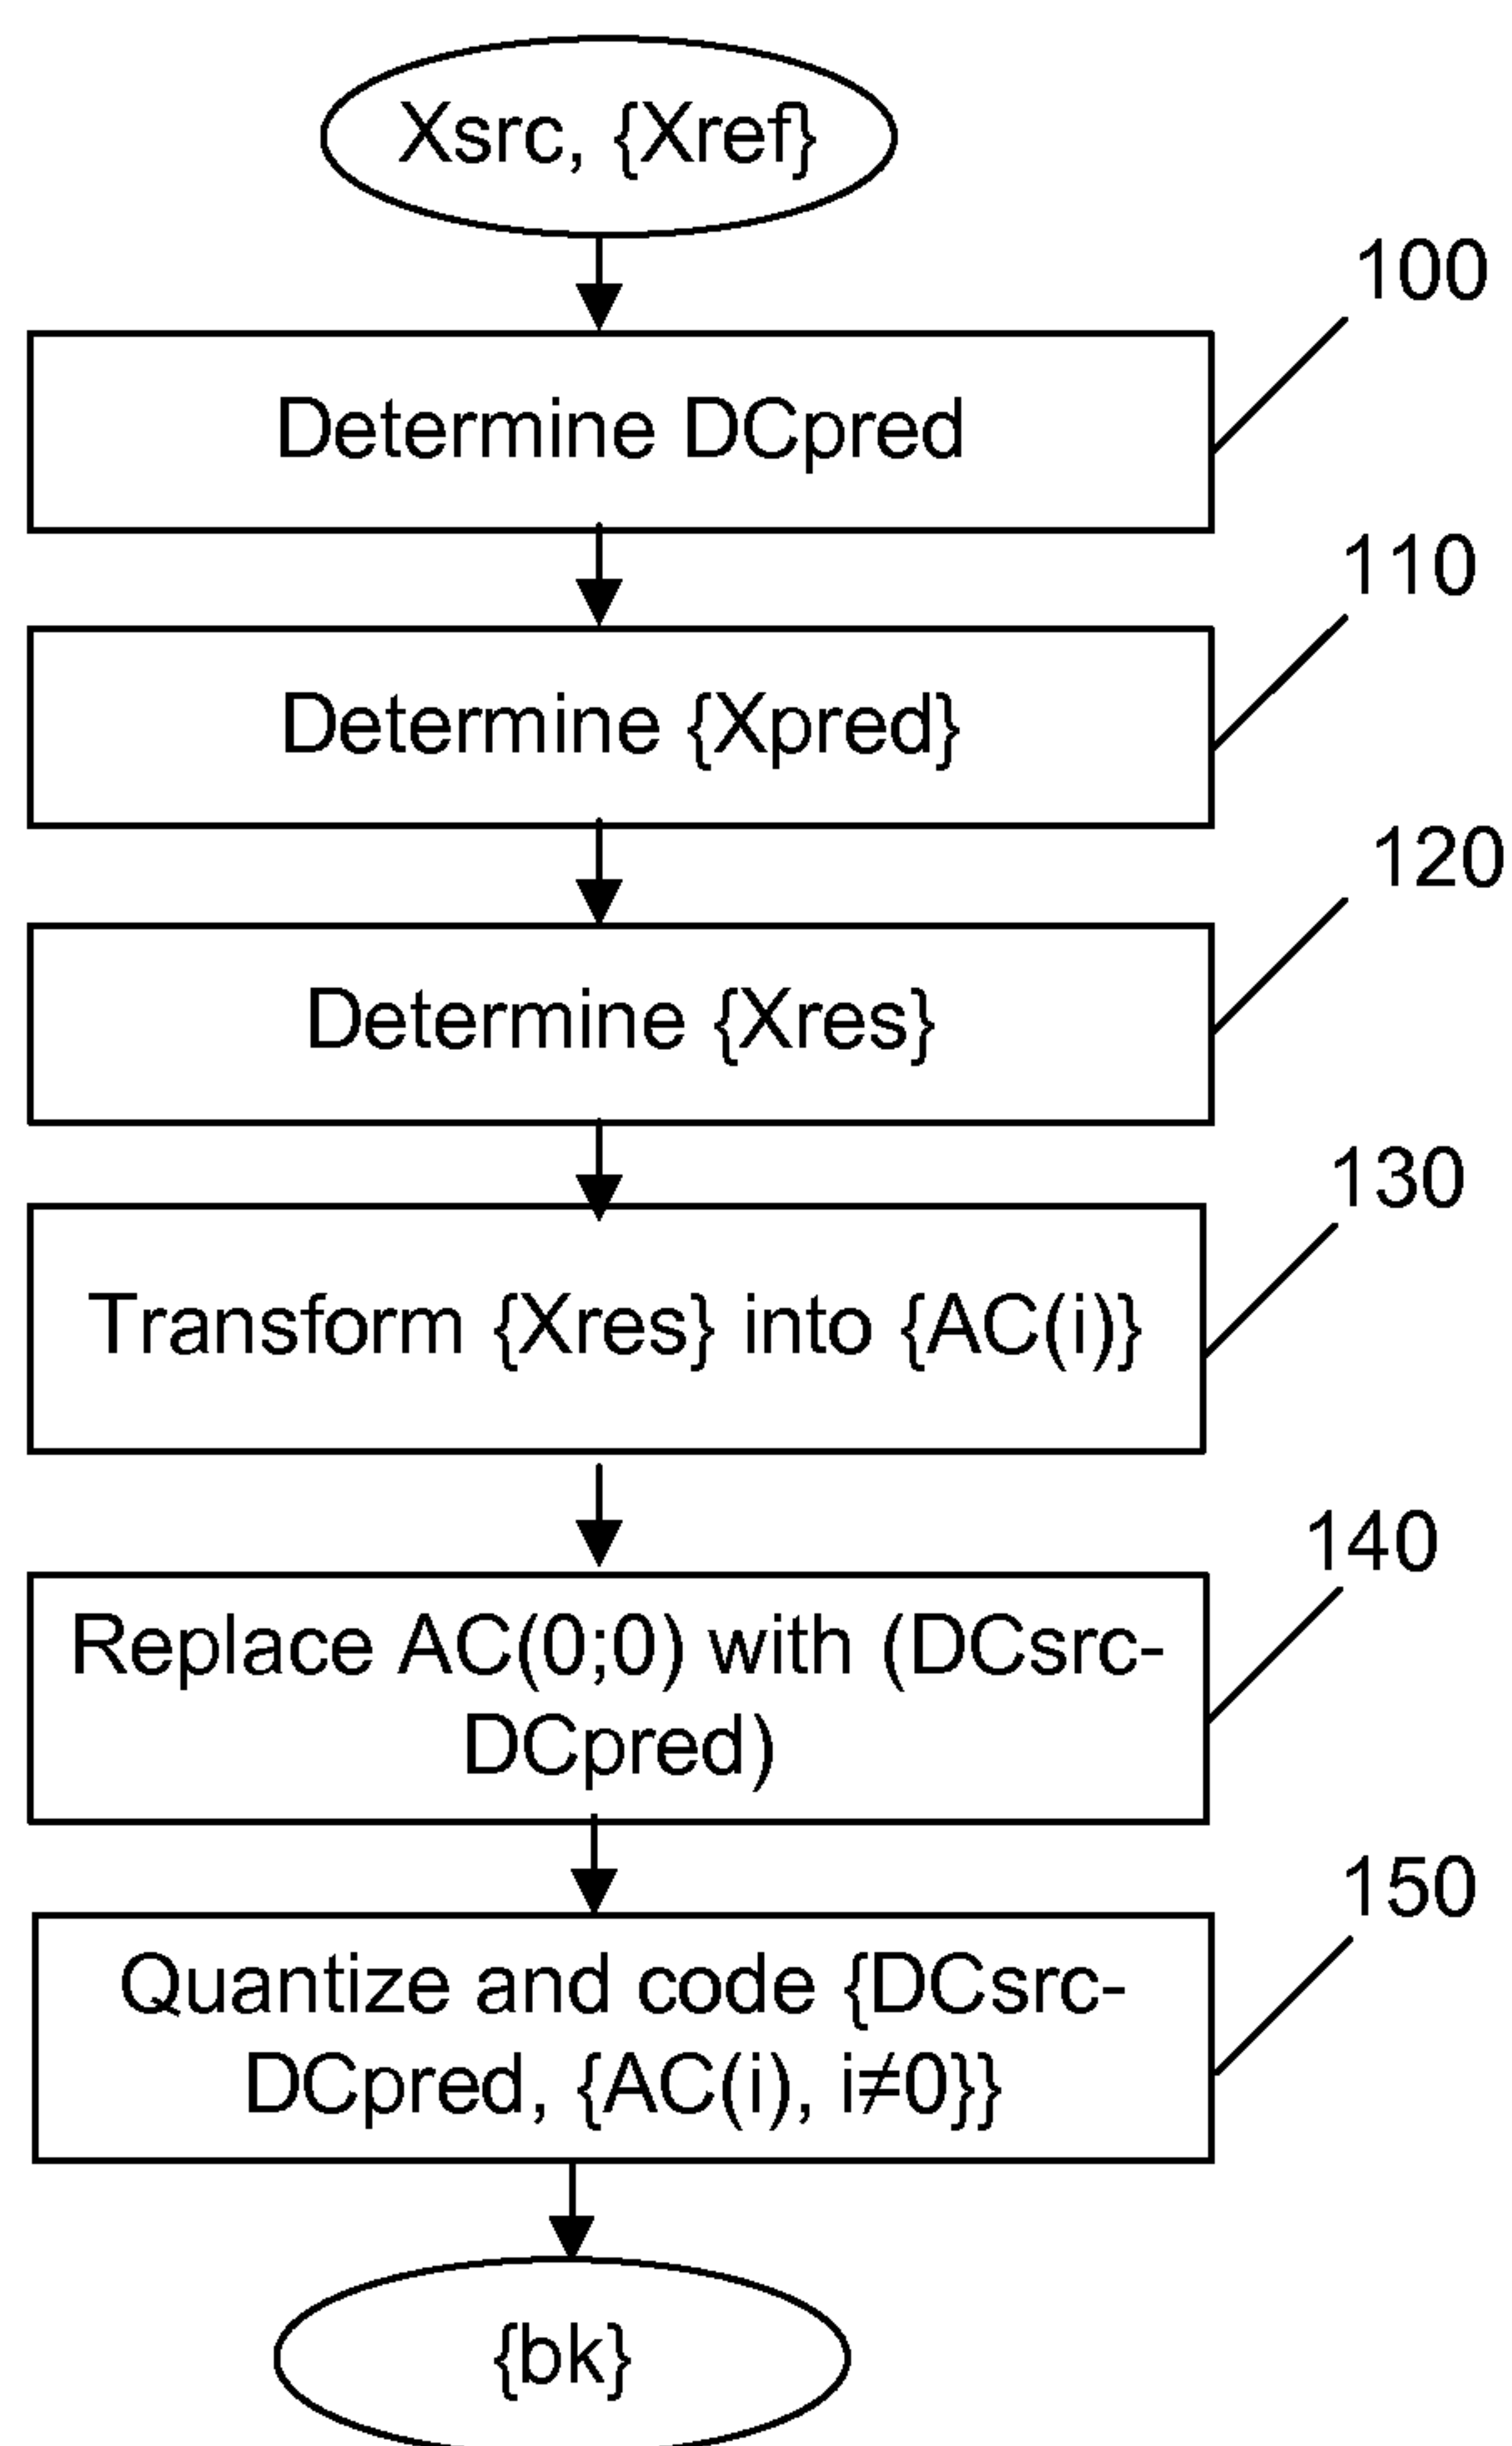 Xsrc, {Xref}
100
Determine DCpred
110
Determine {Xpred}
120
Determine {Xres}
130
Transform {Xres} into {AC(i)}
140
Replace AC(0;0) with (DCsrc-
DCpred)
150
Quantize and code {DCsrc-
DCpred, {AC(i), i≠0}}
{bk}